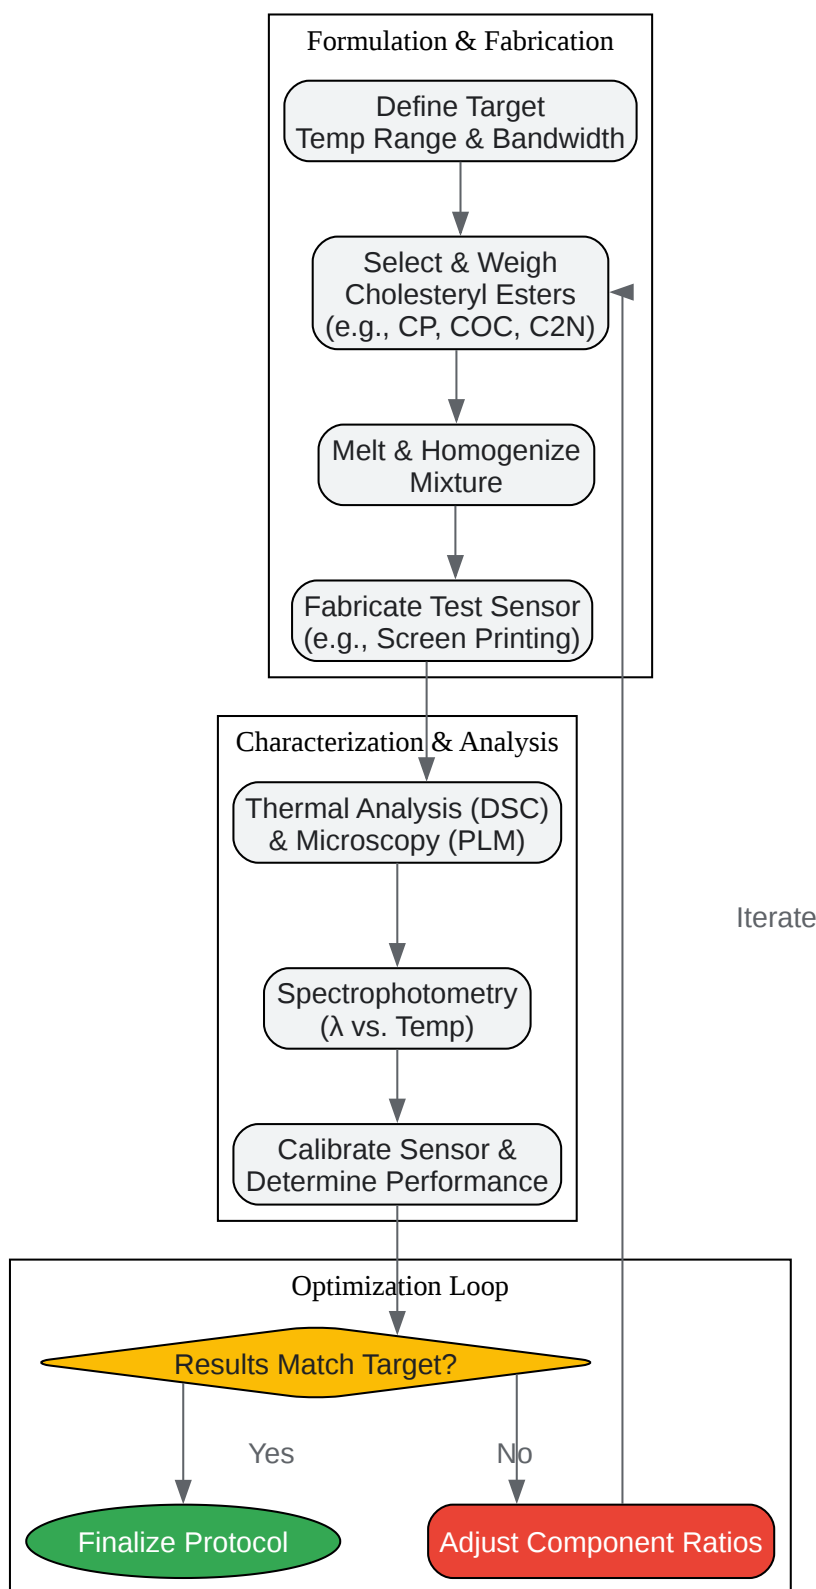 Formulation & Fabrication
Define Target
Temp Range & Bandwidth
Select & Weigh
Cholesteryl Esters
(e.g., CP, COC, C2N)
Melt & Homogenize
Mixture
Fabricate Test Sensor
(e.g., Screen Printing)
Characterization & Analysis
Thermal Analysis (DSC)
& Microscopy (PLM)
Iterate
Spectrophotometry
(λ vs. Temp)
Calibrate Sensor &
Determine Performance
Optimization Loop
Results Match Target?
Yes
No
Finalize Protocol
Adjust Component Ratios